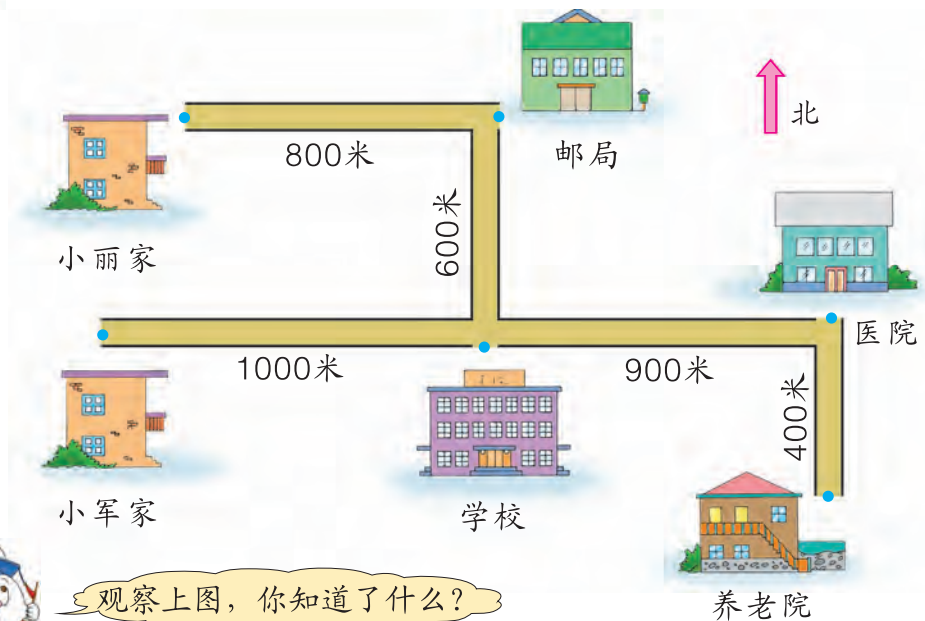 北
邮局
800米
600米
小丽家
医院
1000米
900米
400米
小军家
学校
养老院
观察上图，你知道了什么？